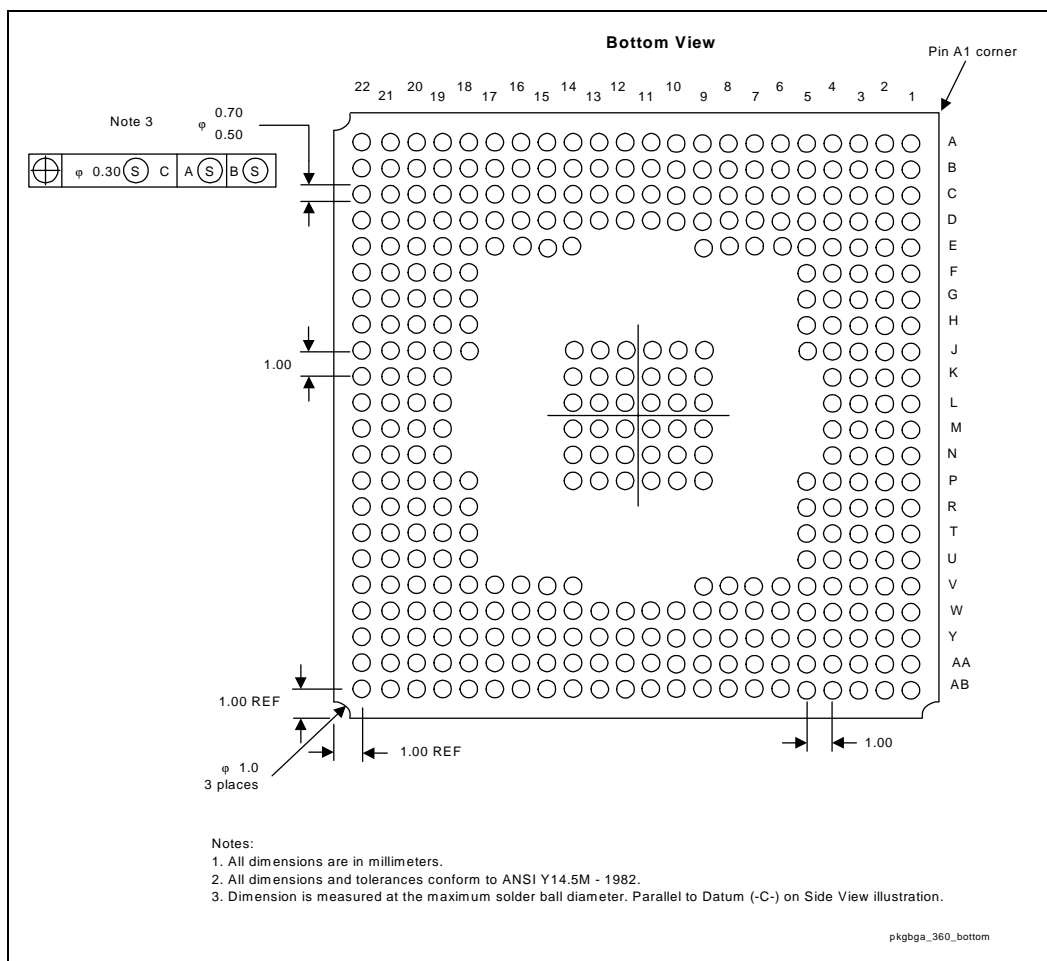 Bottom View
Pin A1 corner
22 21 20 19 18 17 16 15 14 13 12 11 10 9 8 7 6 5 4 3 2 1
Note 3
φ 0.70
0.50
φ 0.30 S C A S B S
A
B
C
D
E
F
G
H
J
1.00
K
L
M
N
P
R
T
U
V
W
Y
AA
AB
1.00 REF
1.00 REF
1.00
φ 1.0
3 places
Notes:
1. All dimensions are in millimeters.
2. All dimensions and tolerances conform to ANSI Y14.5M - 1982.
3. Dimension is measured at the maximum solder ball diameter. Parallel to Datum (-C-) on Side View illustration.
pkgbga_360_bottom